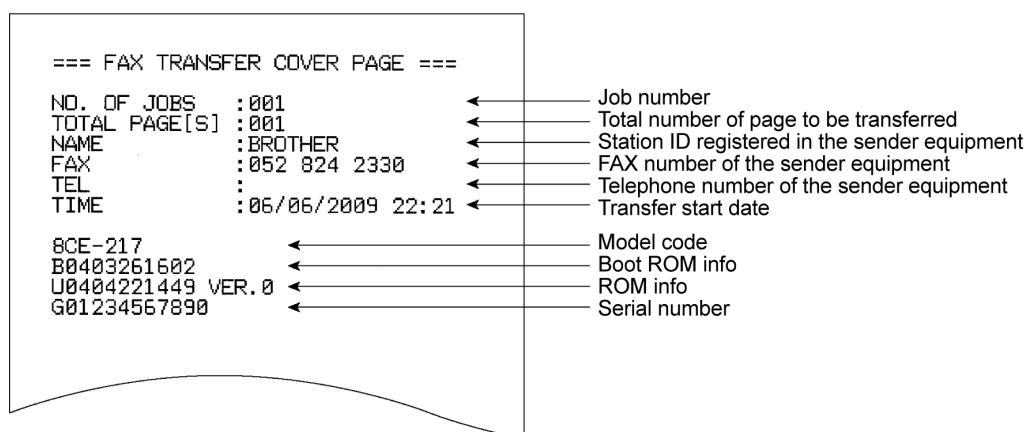 === FAX TRANSFER COVER PAGE ===
NO. OF JOBS :001 Job number
TOTAL PAGE[S] :001 Total number of page to be transferred
NAME :BROTHER Station ID registered in the sender equipment
FAX :052 824 2330 FAX number of the sender equipment
TEL : Telephone number of the sender equipment
TIME :06/06/2009 22:21 Transfer start date
8CE-217 Model code
B0403261602 Boot ROM info
U0404221449 VER.0 ROM info
G01234567890 Serial number